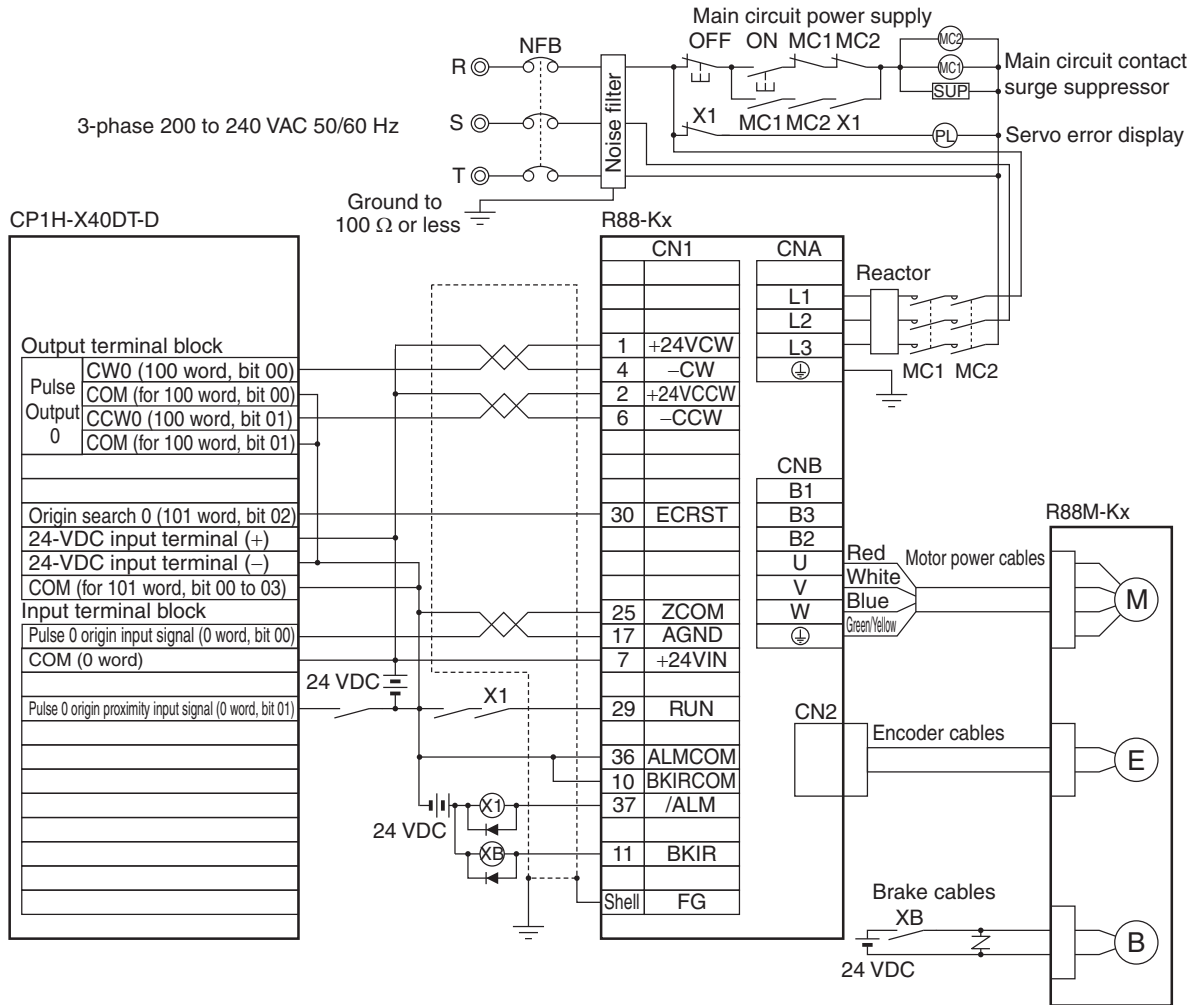 Main circuit power supply
NFB
OFF ON MC1 MC2
MC2
R
MC1
Main circuit contact
surge suppressor
SUP
Noise filter
3-phase 200 to 240 VAC 50/60 Hz
S
X1
MC1 MC2 X1
PL
Servo error display
T
Ground to
100 Ω or less
CP1H-X40DT-D
R88-Kx
CN1
CNA
Reactor
L1
L2
L3
MC1 MC2
Output terminal block
Pulse
Output
0
CW0 (100 word, bit 00)
COM (for 100 word, bit 00)
CCW0 (100 word, bit 01)
COM (for 100 word, bit 01)
1 +24VCW
4 −CW
2 +24VCCW
6 −CCW
CNB
B1
B3
B2
U
V
W
Origin search 0 (101 word, bit 02)
30 ECRST
24-VDC input terminal (+)
24-VDC input terminal (−)
COM (for 101 word, bit 00 to 03)
Input terminal block
Pulse 0 origin input signal (0 word, bit 00)
COM (0 word)
25 ZCOM
17 AGND
7 +24VIN
Red
White
Blue
Green/Yellow
Motor power cables
R88M-Kx
M
24 VDC
Pulse 0 origin proximity input signal (0 word, bit 01)
X1
29 RUN
CN2
Encoder cables
E
36 ALMCOM
10 BKIRCOM
X1
37 /ALM
24 VDC
XB
11 BKIR
Shell FG
Brake cables
XB
B
24 VDC